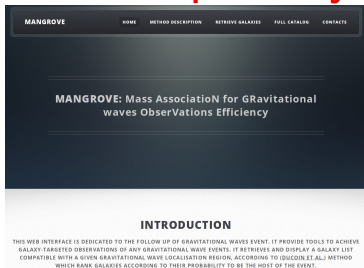 MANGROVE
HOME METHOD DESCRIPTION RETRIEVE GALAXIES FULL CATALOG CONTACTS
MANGROVE: Mass AssociatioN for GRavitational
waves ObserVations Efficiency
INTRODUCTION
THIS WEB INTERFACE IS DEDICATED TO THE FOLLOW UP OF GRAVITATIONAL WAVES EVENT. IT PROVIDE TOOLS TO ACHIEVE
GALAXY-TARGETED OBSERVATIONS OF ANY GRAVITATIONAL WAVE EVENTS. IT RETRIEVES AND DISPLAY A GALAXY LIST
COMPATIBLE WITH A GIVEN GRAVITATIONAL WAVE LOCALISATION REGION, ACCORDING TO (DUCOIN ET AL.) METHOD
WHICH RANK GALAXIES ACCORDING TO THEIR PROBABILITY TO BE THE HOST OF THE EVENT.